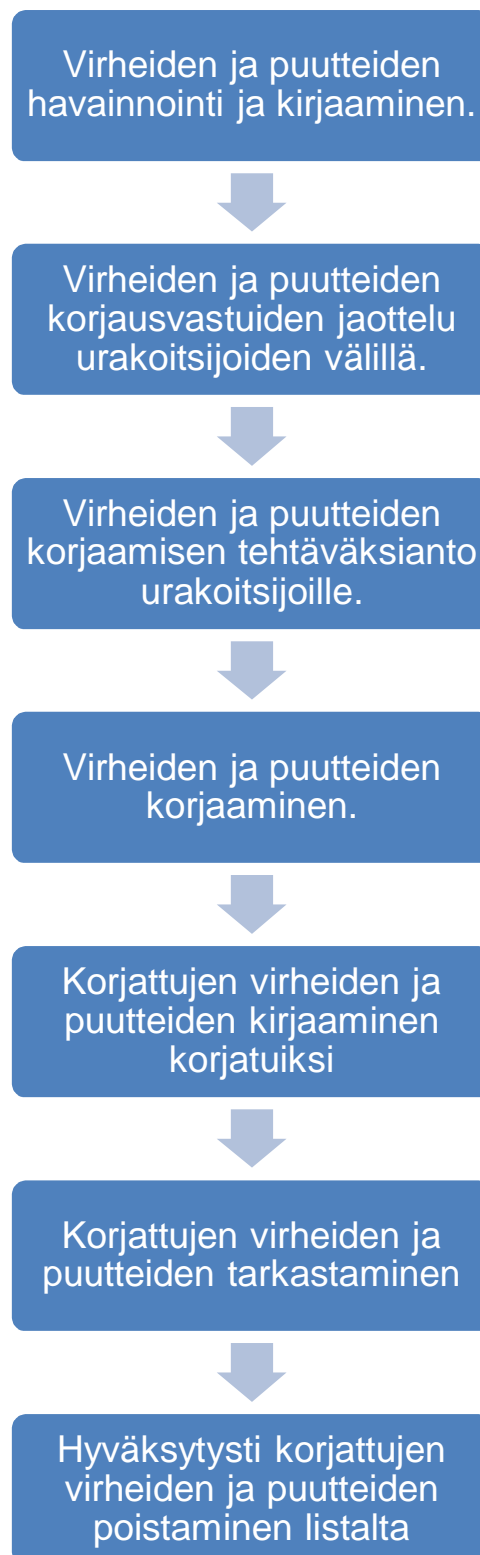 Virheiden ja puutteiden
havainnointi ja kirjaaminen.
Virheiden ja puutteiden
korjausvastuiden jaottelu
urakoitsijoiden välillä.
Virheiden ja puutteiden
korjaamisen tehtäväksianto
urakoitsijoille.
Virheiden ja puutteiden
korjaaminen.
Korjattujen virheiden ja
puutteiden kirjaaminen
korjatuiksi
Korjattujen virheiden ja
puutteiden tarkastaminen
Hyväksytysti korjattujen
virheiden ja puutteiden
poistaminen listalta